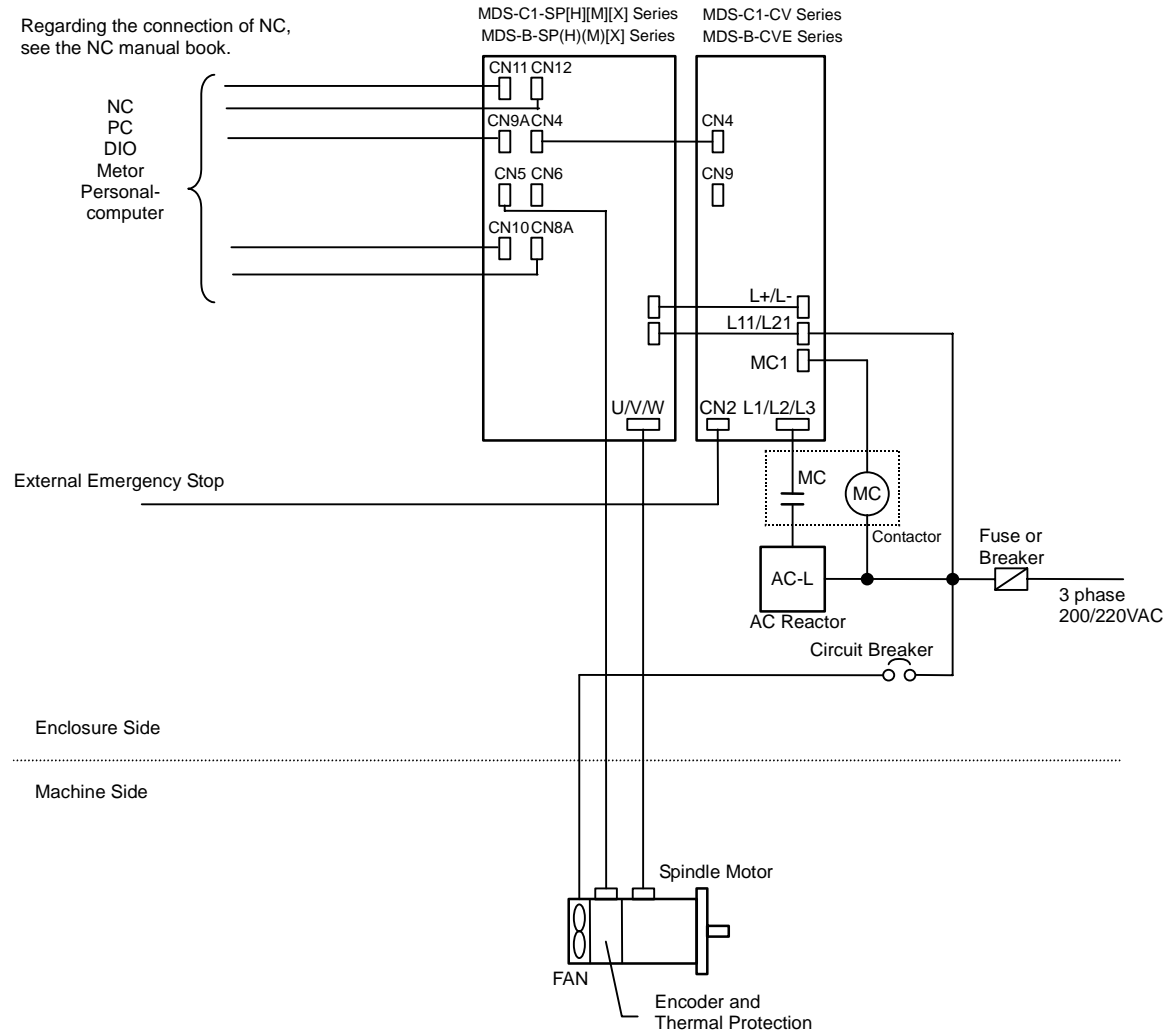 Regarding the connection of NC,
see the NC manual book.
MDS-C1-SP[H][M][X] Series
MDS-B-SP(H)(M)[X] Series
MDS-C1-CV Series
MDS-B-CVE Series
CN11 CN12
NC
PC
DIO
Metor
Personal-
computer
CN9A CN4
CN4
CN5 CN6
CN9
CN10 CN8A
L+/L-
L11/L21
MC1
U/V/W
CN2 L1/L2/L3
External Emergency Stop
MC
MC
Contactor
Fuse or
Breaker
AC-L
AC Reactor
3 phase
200/220VAC
Circuit Breaker
Enclosure Side
Machine Side
Spindle Motor
FAN
Encoder and
Thermal Protection